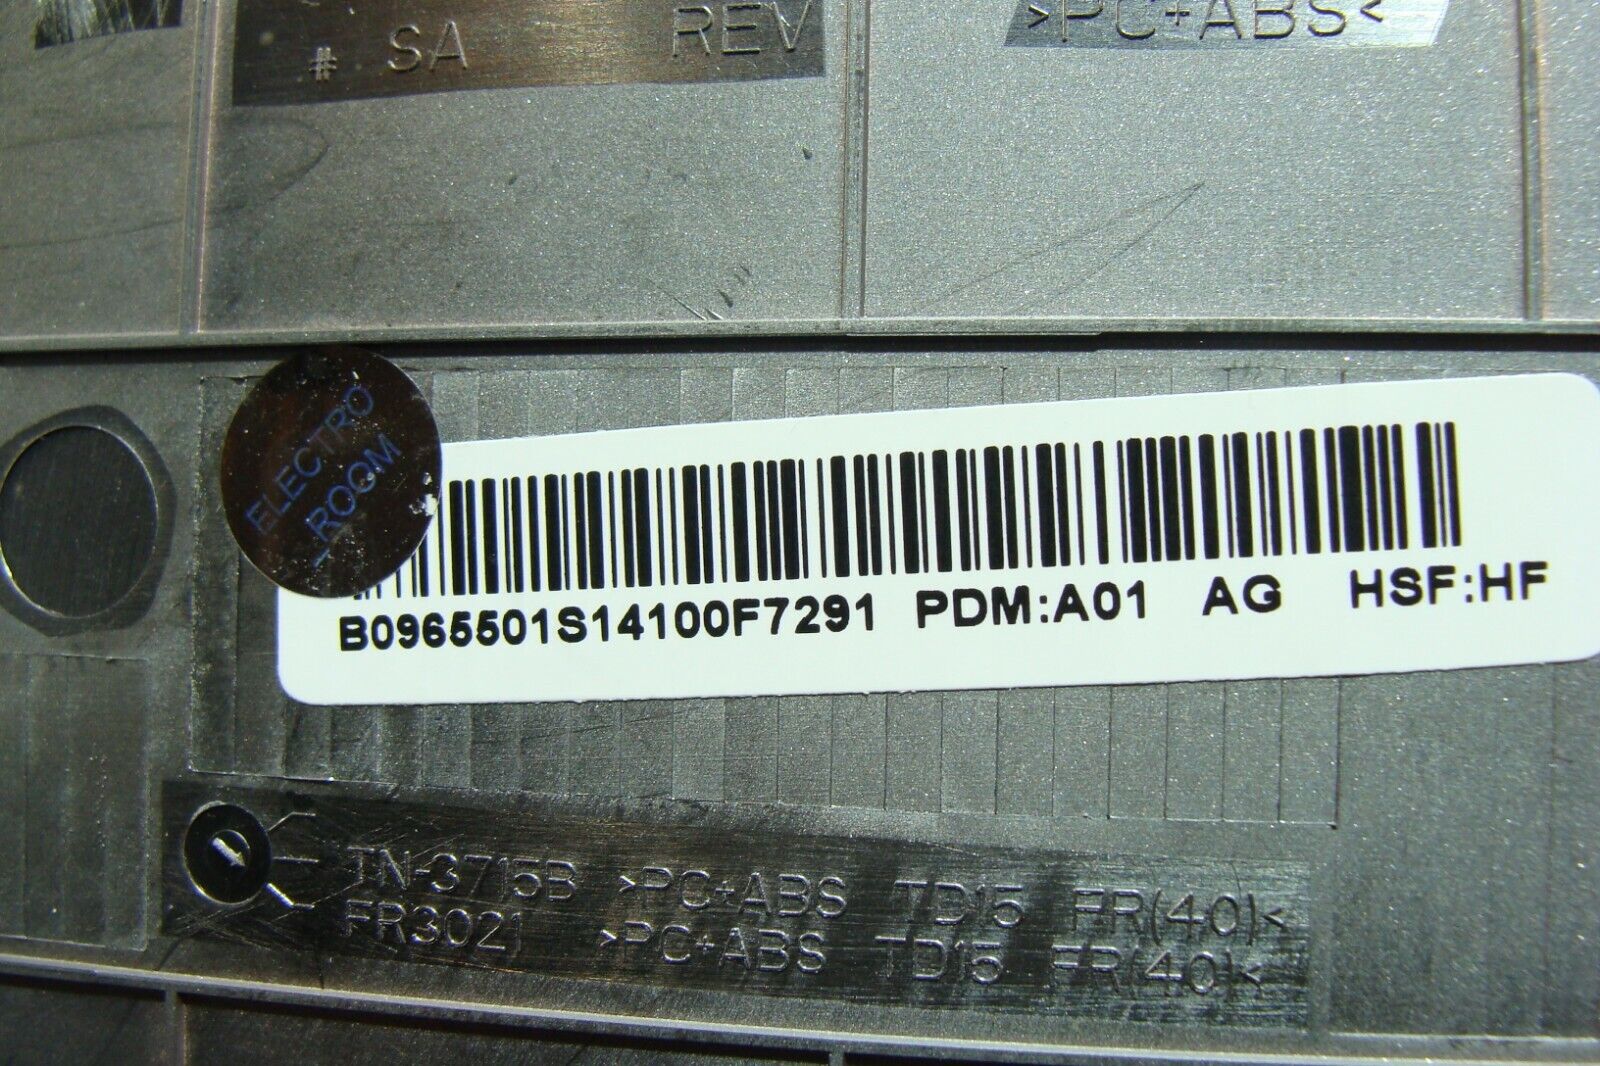 # SA REV
>PC+ABS<
ELECTRO
ROOM
B0965501S14100F7291 PDM:A01 AG HSF:HF
TN-3715B >PC+ABS TD15 FR(40)<
FR3021 >PC+ABS TD15 FR(40)<